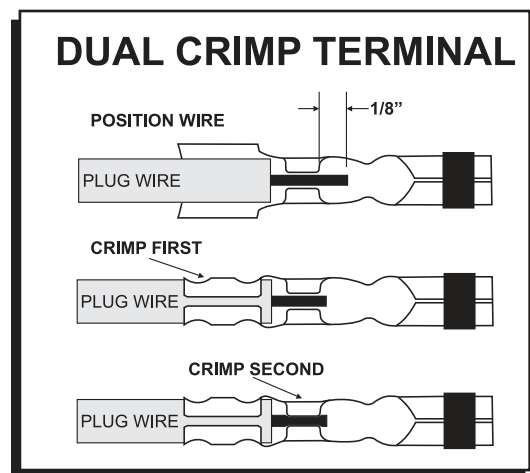 DUAL CRIMP TERMINAL
1/8”
POSITION WIRE
PLUG WIRE
CRIMP FIRST
PLUG WIRE
CRIMP SECOND
PLUG WIRE